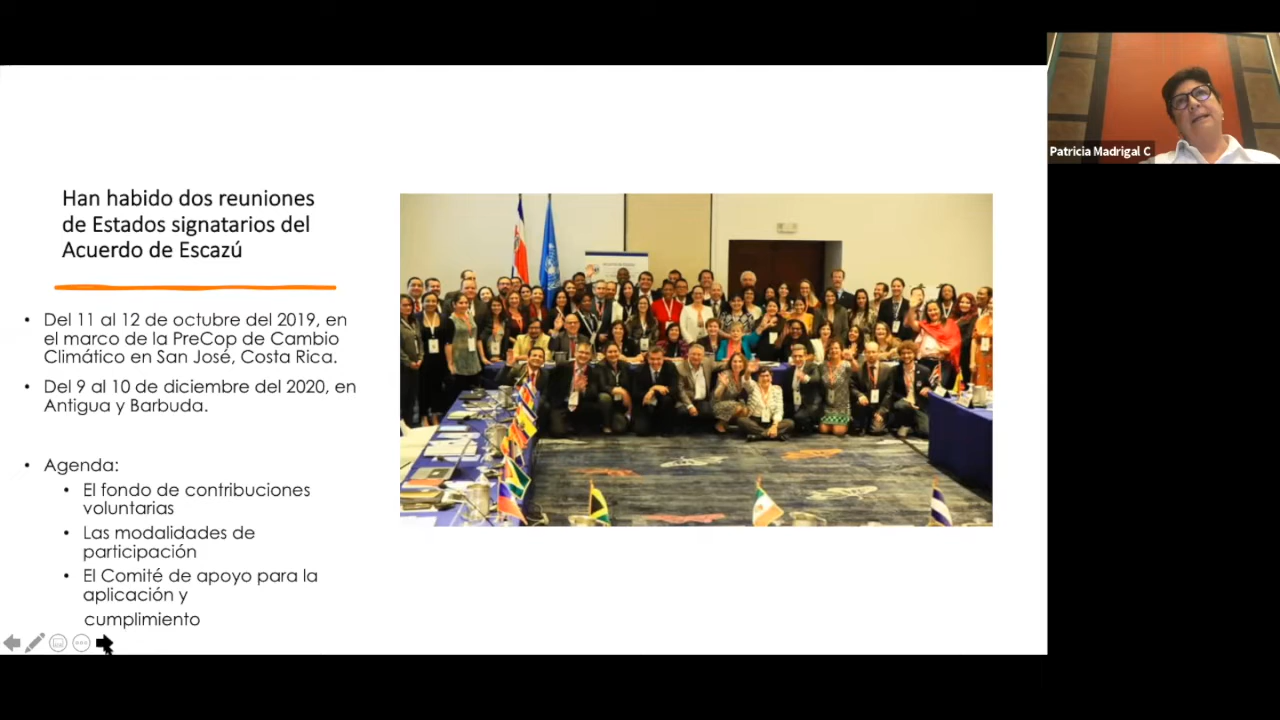 Han habido dos reuniones
de Estados signatarios del
Acuerdo de Escazú
• Del 11 al 12 de octubre del 2019, en
el marco de la PreCop de Cambio
Climático en San José, Costa Rica.
• Del 9 al 10 de diciembre del 2020, en
Antigua y Barbuda.
• Agenda:
• El fondo de contribuciones
voluntarias
• Las modalidades de
participación
• El Comité de apoyo para la
aplicación y
cumplimiento
Patricia Madrigal C